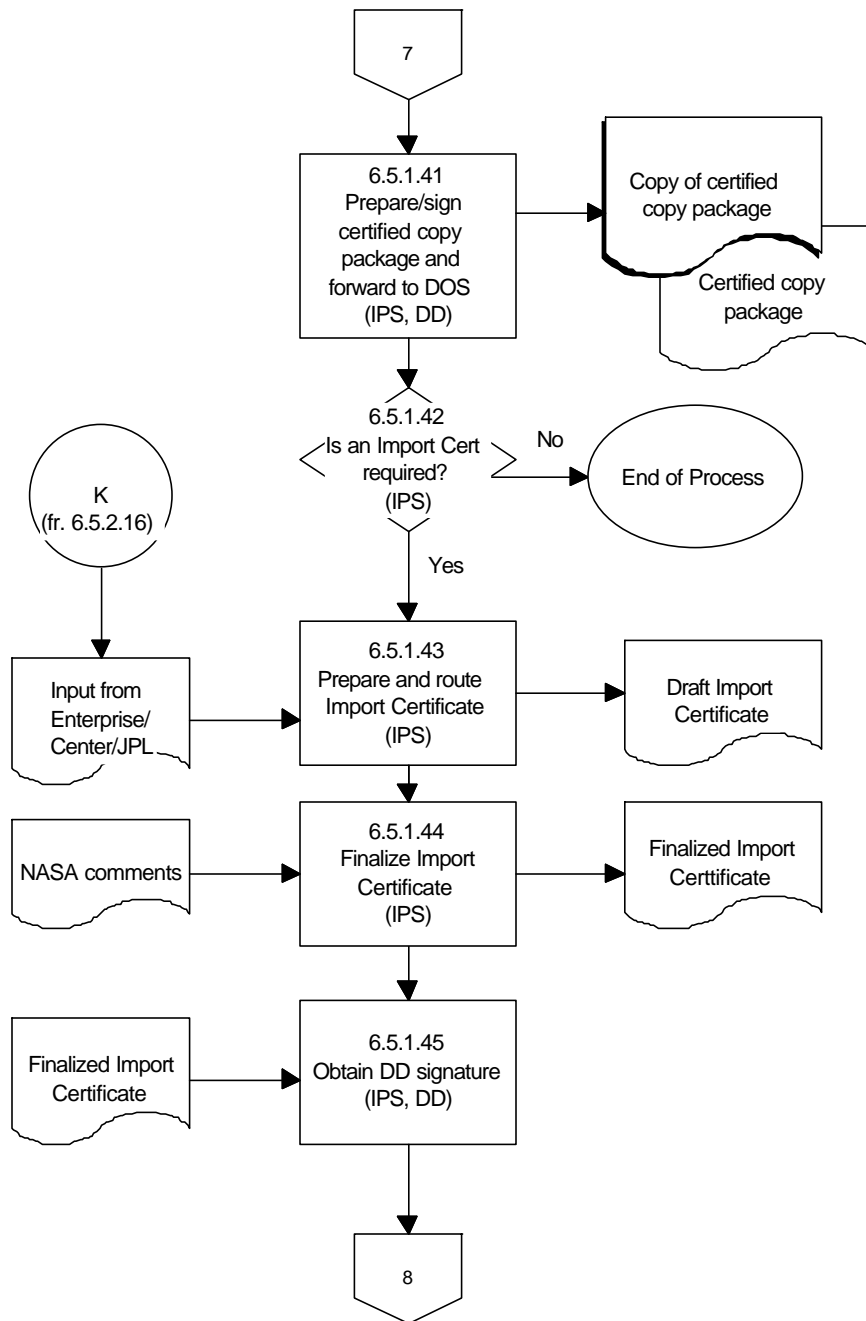 7
6.5.1.41
Prepare/sign
certified copy
package and
forward to DOS
(IPS, DD)
Copy of certified
copy package
Certified copy
package
6.5.1.42
Is an Import Cert
required?
(IPS)
No
End of Process
K
(fr. 6.5.2.16)
Yes
Input from
Enterprise/
Center/JPL
6.5.1.43
Prepare and route
Import Certificate
(IPS)
Draft Import
Certificate
NASA comments
6.5.1.44
Finalize Import
Certificate
(IPS)
Finalized Import
Certtificate
Finalized Import
Certificate
6.5.1.45
Obtain DD signature
(IPS, DD)
8